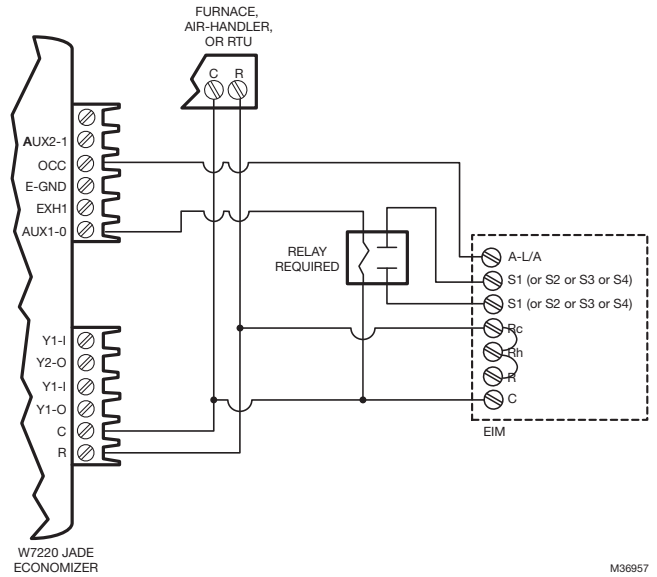 FURNACE,
AIR-HANDLER,
OR RTU
C R
AUX2-1
OCC
E-GND
EXH1
AUX1-0
RELAY
REQUIRED
A-L/A
S1 (or S2 or S3 or S4)
S1 (or S2 or S3 or S4)
Rc
Rh
R
C
EIM
Y1-I
Y2-O
Y1-I
Y1-O
C
R
W7220 JADE
ECONOMIZER
M36957